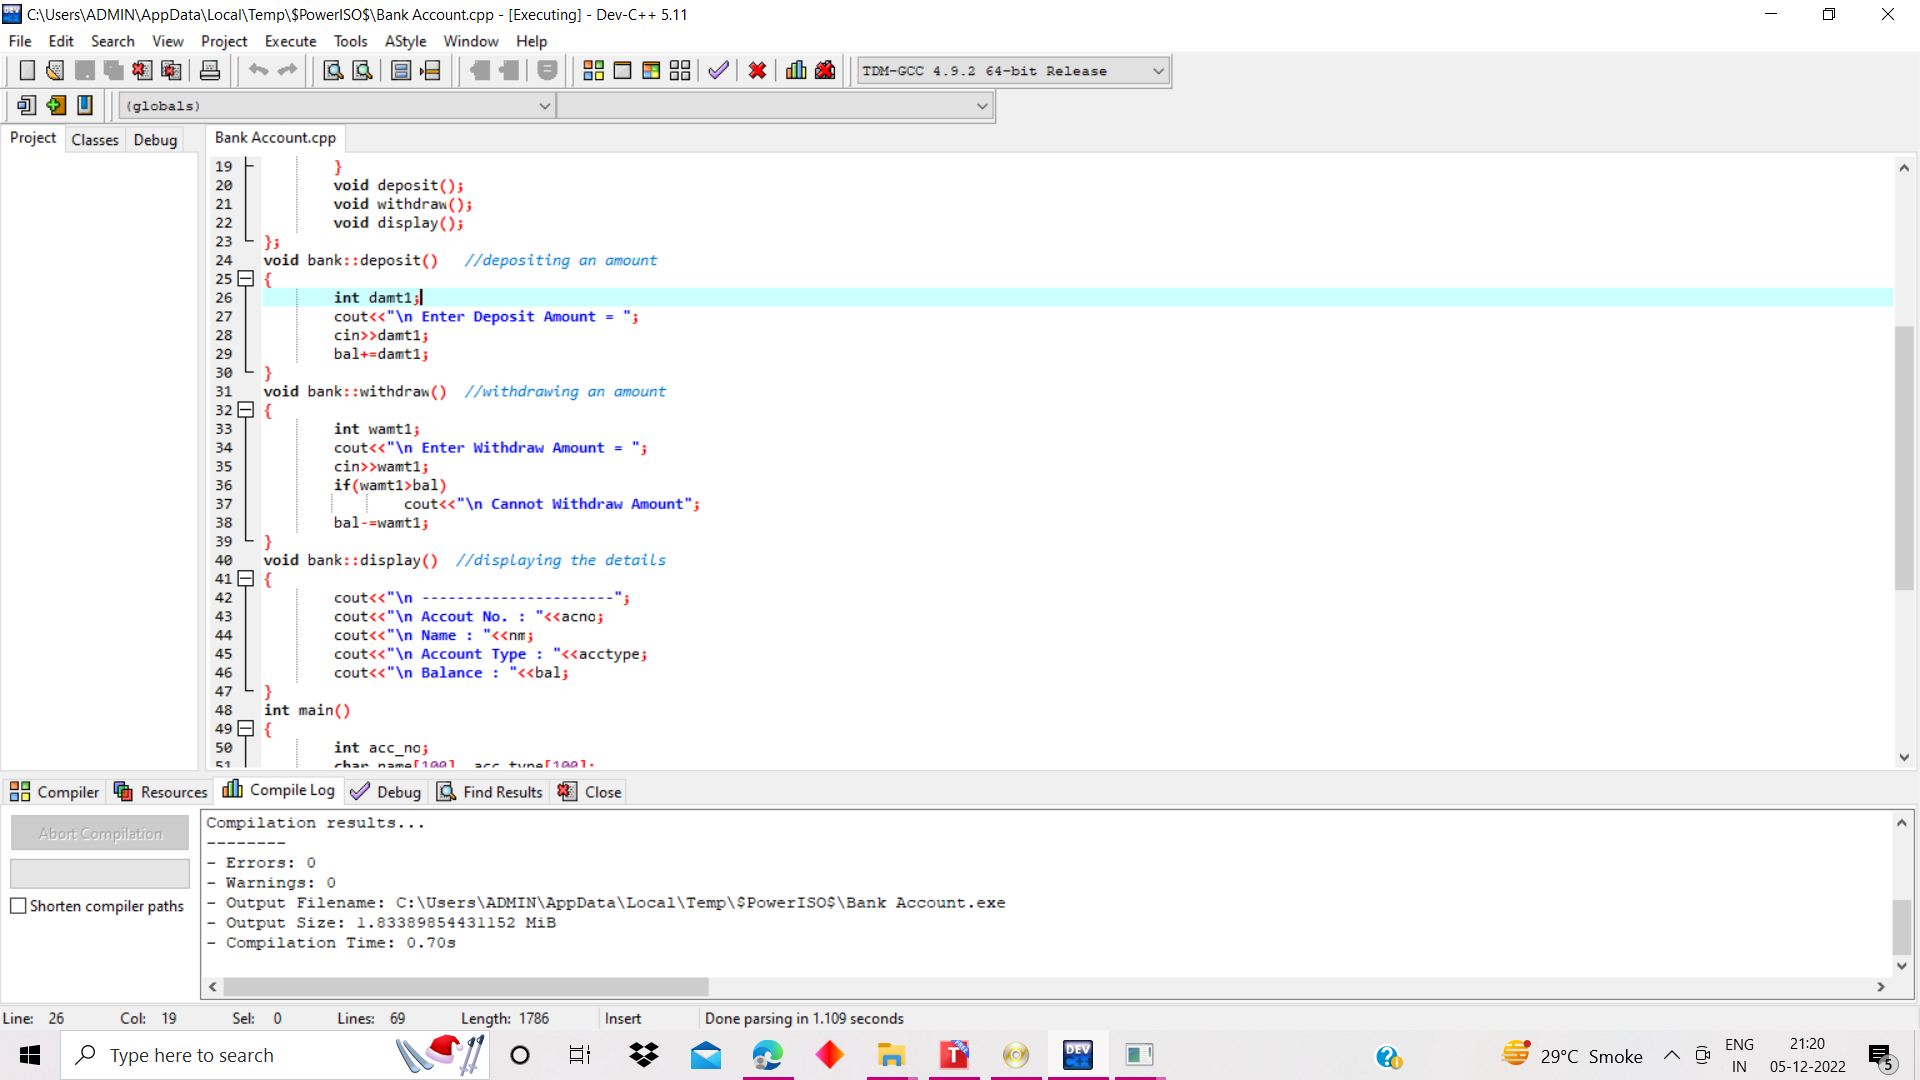 C:\Users\ADMIN\AppData\Local\Temp\$PowerISO$\Bank Account.cpp - [Executing] - Dev-C++ 5.11
File Edit Search View Project Execute Tools AStyle Window Help
TDM-GCC 4.9.2 64-bit Release
(globals)
Project Classes Debug
Bank Account.cpp
19 }
20 void deposit();
21 void withdraw();
22 void display();
23 };
24 void bank::deposit() //depositing an amount
25 {
26 int damt1;
27 cout<<"\n Enter Deposit Amount = ";
28 cin>>damt1;
29 bal+=damt1;
30 }
31 void bank::withdraw() //withdrawing an amount
32 {
33 int wamt1;
34 cout<<"\n Enter Withdraw Amount = ";
35 cin>>wamt1;
36 if(wamt1>bal)
37 cout<<"\n Cannot Withdraw Amount";
38 bal-=wamt1;
39 }
40 void bank::display() //displaying the details
41 {
42 cout<<"\n ----------------------";
43 cout<<"\n Accout No. : "<<acno;
44 cout<<"\n Name : "<<nm;
45 cout<<"\n Account Type : "<<acctype;
46 cout<<"\n Balance : "<<bal;
47 }
48 int main()
49 {
50 int acc_no;
51 char name[100], acc_type[100];
Compiler Resources Compile Log Debug Find Results Close
Abort Compilation
Shorten compiler paths
Compilation results...
--------
- Errors: 0
- Warnings: 0
- Output Filename: C:\Users\ADMIN\AppData\Local\Temp\$PowerISO$\Bank Account.exe
- Output Size: 1.83389854431152 MiB
- Compilation Time: 0.70s
Line: 26 Col: 19 Sel: 0 Lines: 69 Length: 1786 Insert Done parsing in 1.109 seconds
Type here to search
DEV C++
29°C Smoke
ENG
IN
21:20
05-12-2022
5